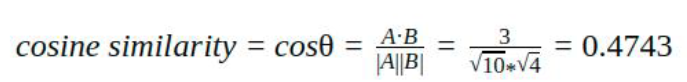 cosine similarity = cosθ = A·B / |A||B| = 3 / √10*√4 = 0.4743